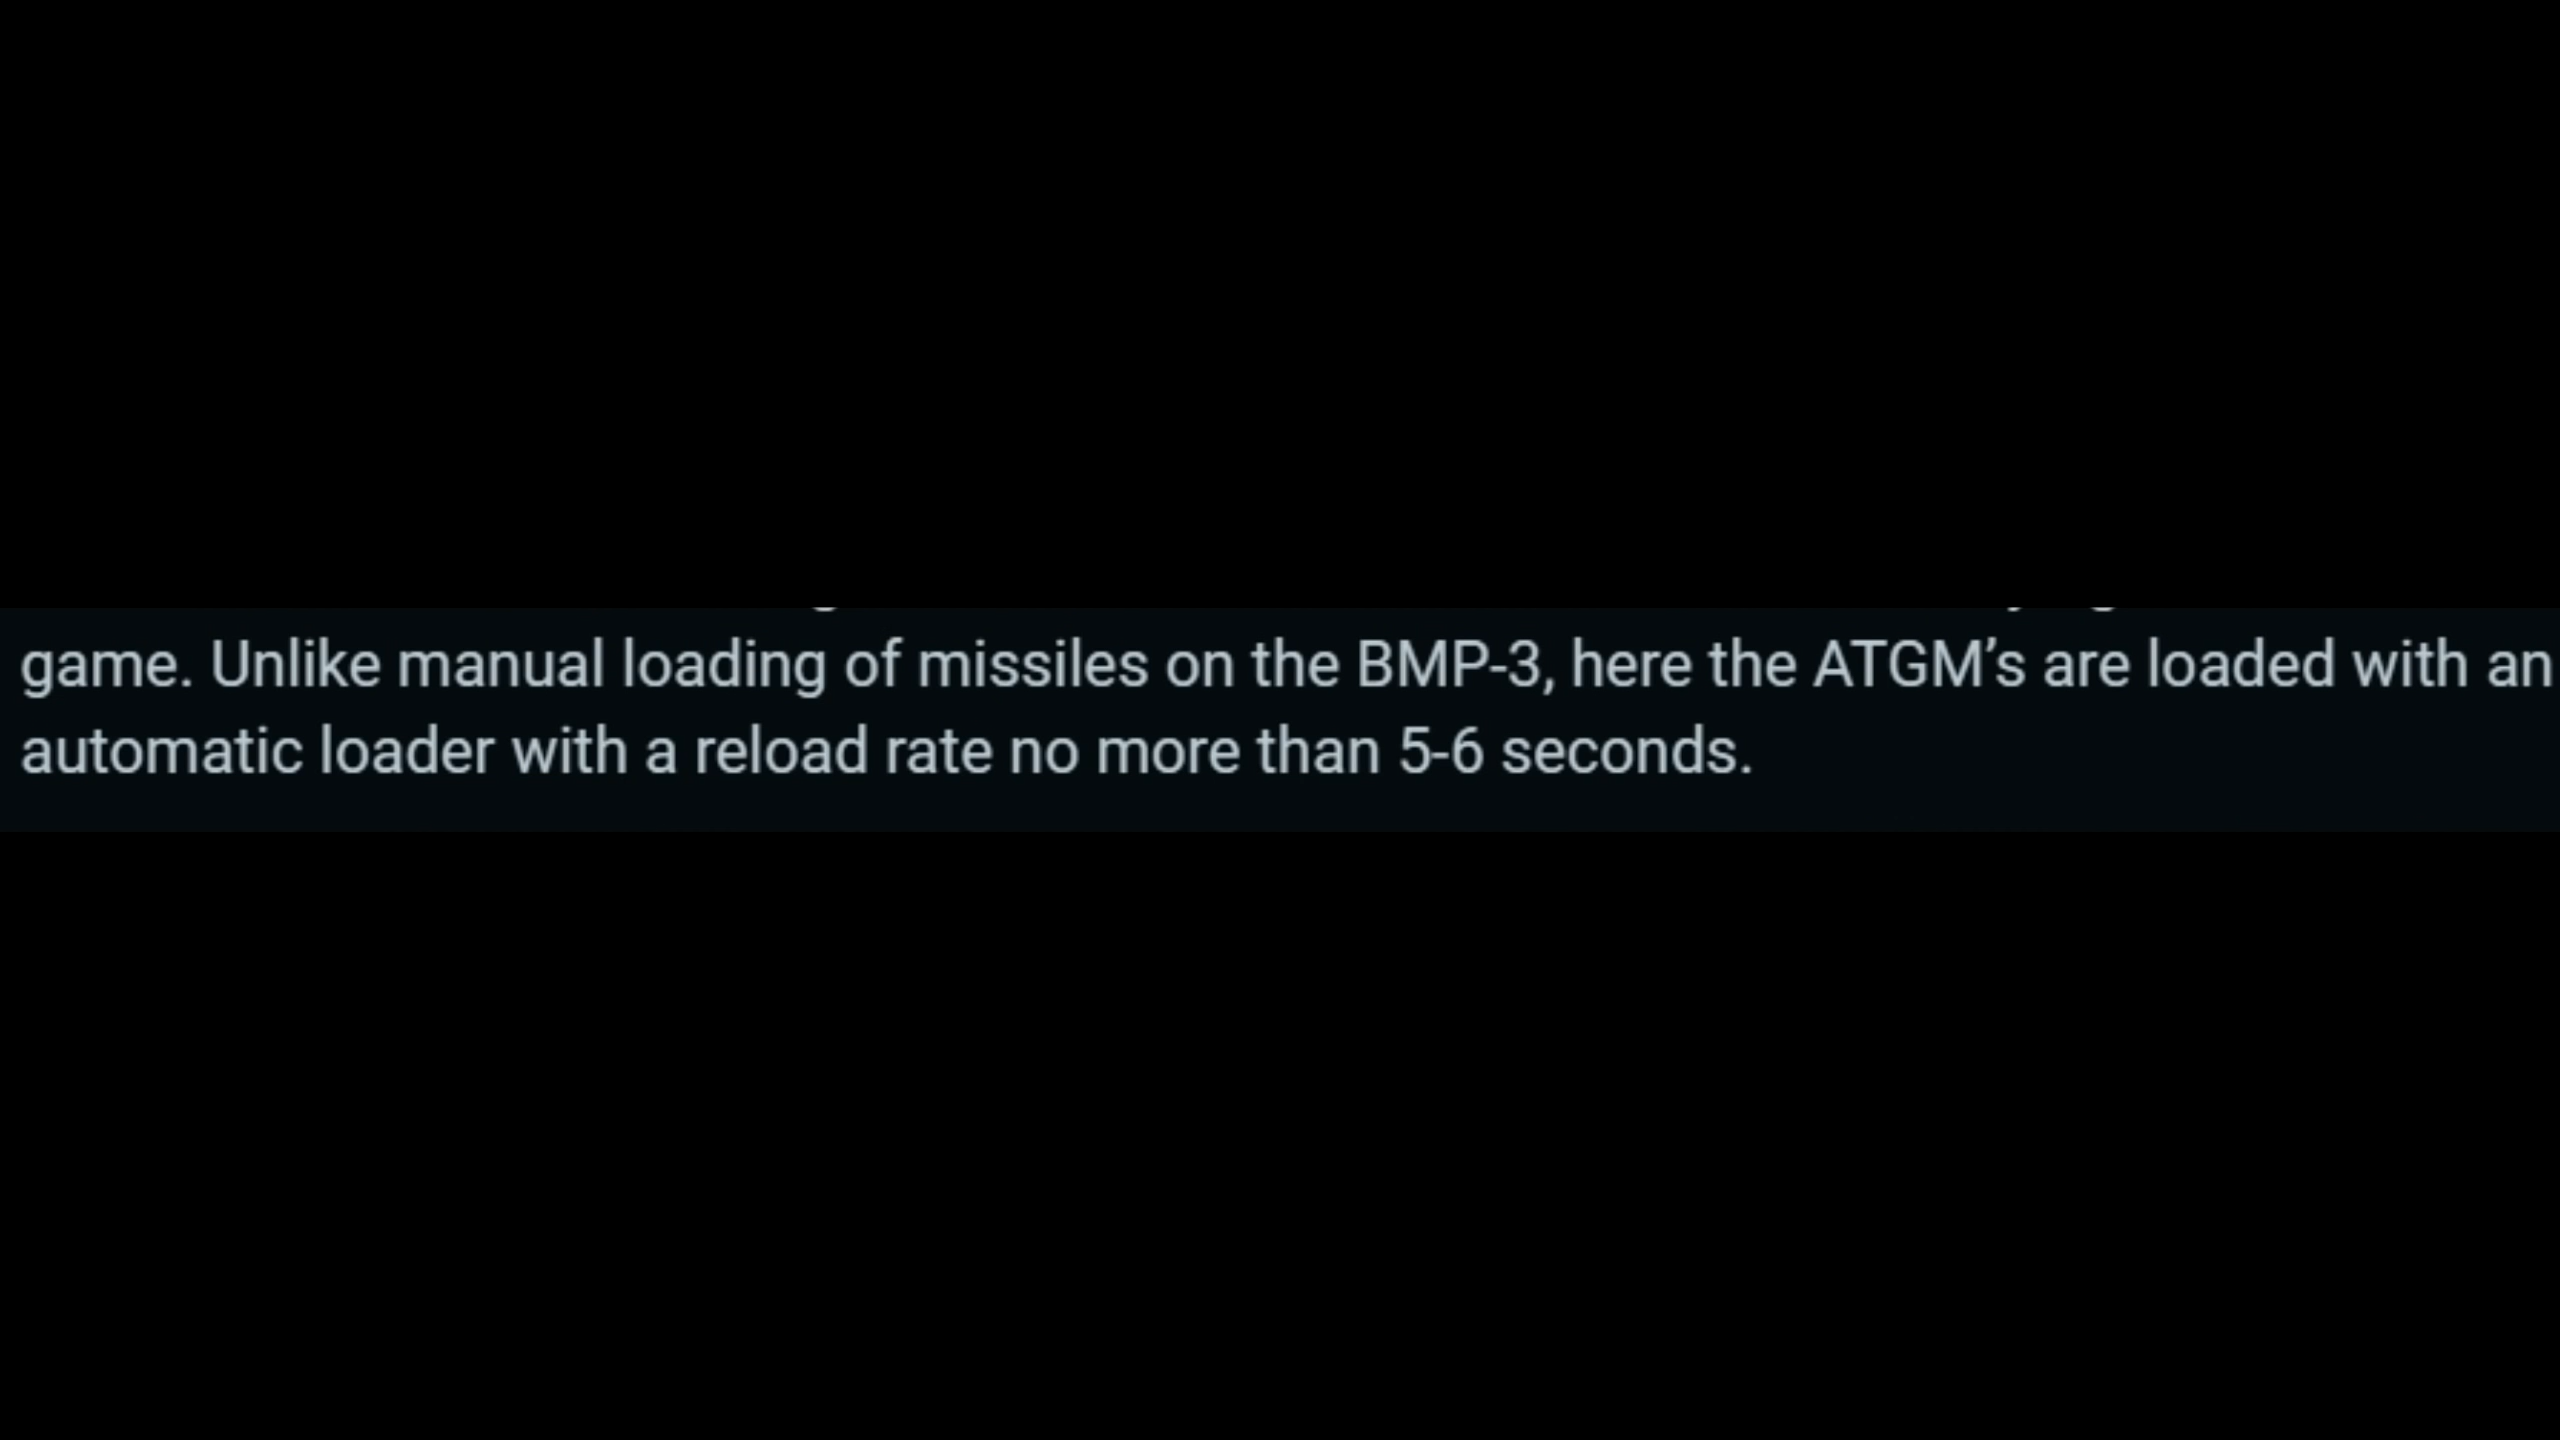 game. Unlike manual loading of missiles on the BMP-3, here the ATGM’s are loaded with an
automatic loader with a reload rate no more than 5-6 seconds.